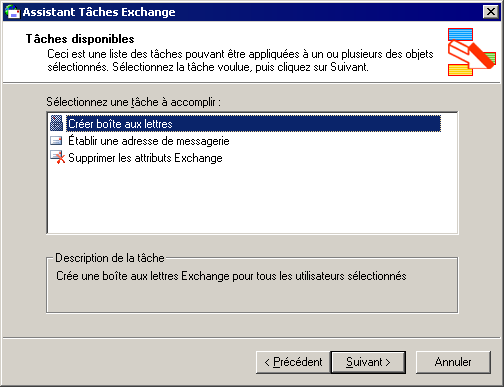 Assistant Tâches Exchange
Tâches disponibles
Ceci est une liste des tâches pouvant être appliquées à un ou plusieurs des objets
sélectionnés. Sélectionnez la tâche voulue, puis cliquez sur Suivant.
Sélectionnez une tâche à accomplir :
Créer boîte aux lettres
Établir une adresse de messagerie
Supprimer les attributs Exchange
Description de la tâche
Crée une boîte aux lettres Exchange pour tous les utilisateurs sélectionnés
< Précédent Suivant > Annuler